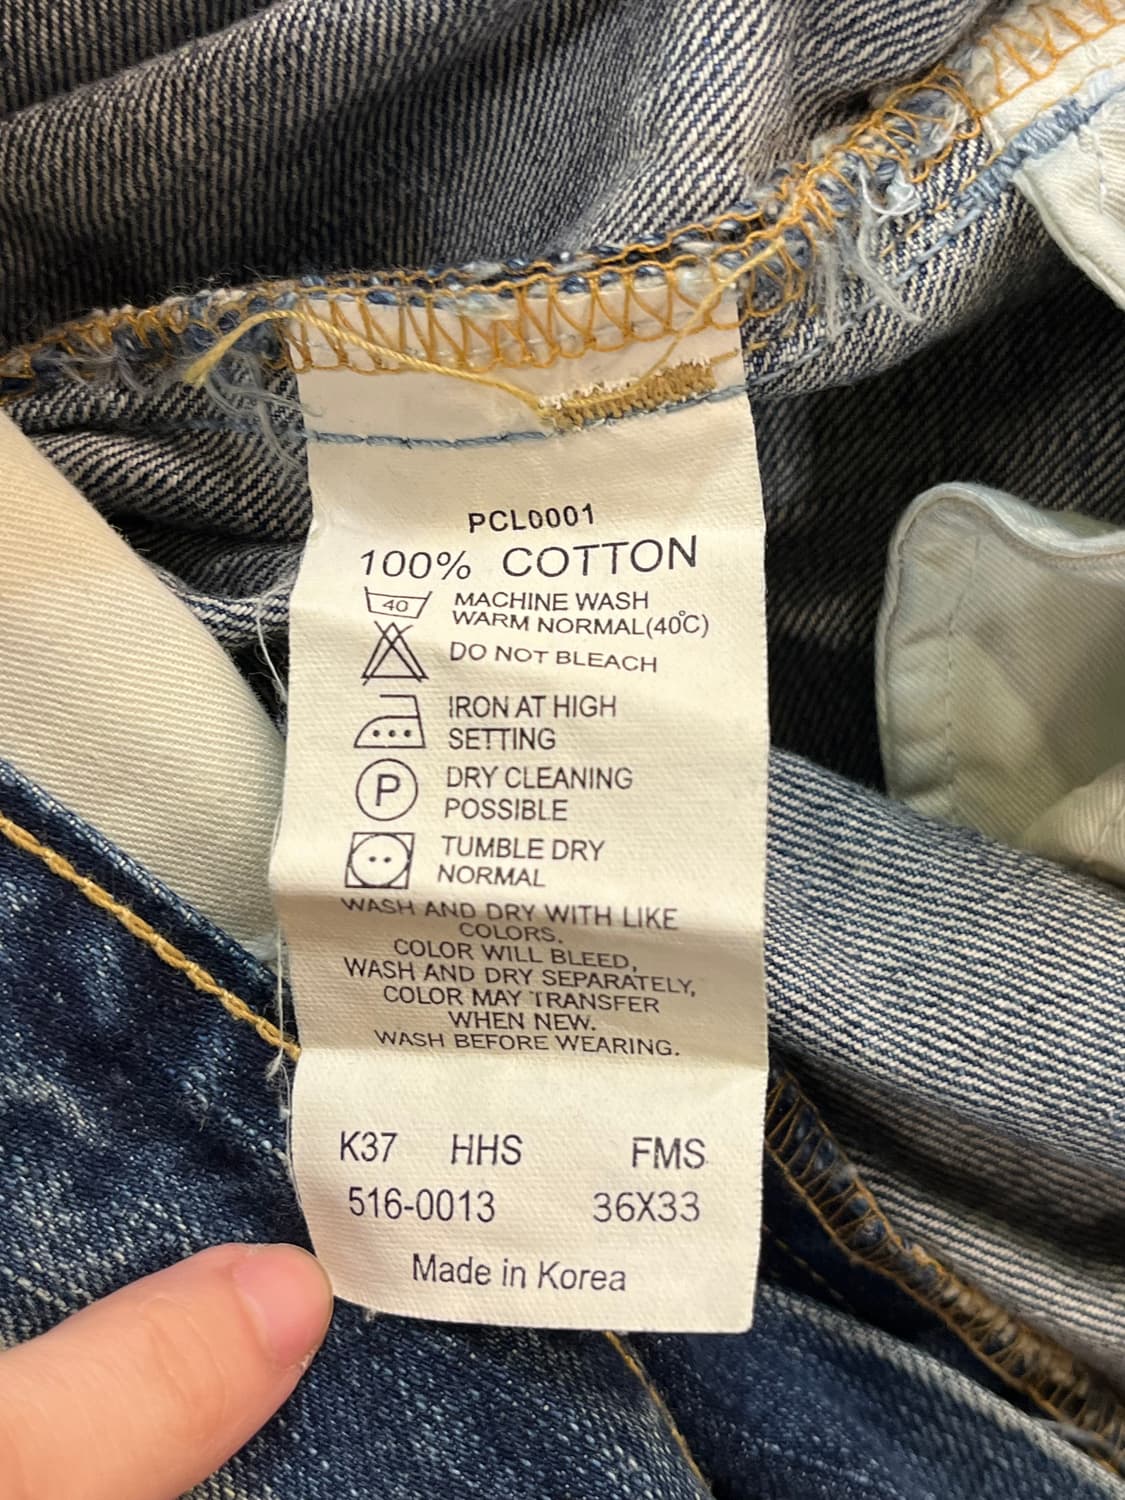 PCL0001
100% COTTON
40 MACHINE WASH
WARM NORMAL(40℃)
DO NOT BLEACH
IRON AT HIGH
SETTING
P DRY CLEANING
POSSIBLE
TUMBLE DRY
NORMAL
WASH AND DRY WITH LIKE
COLORS.
COLOR WILL BLEED,
WASH AND DRY SEPARATELY,
COLOR MAY TRANSFER
WHEN NEW.
WASH BEFORE WEARING.
K37 HHS FMS
516-0013 36X33
Made in Korea